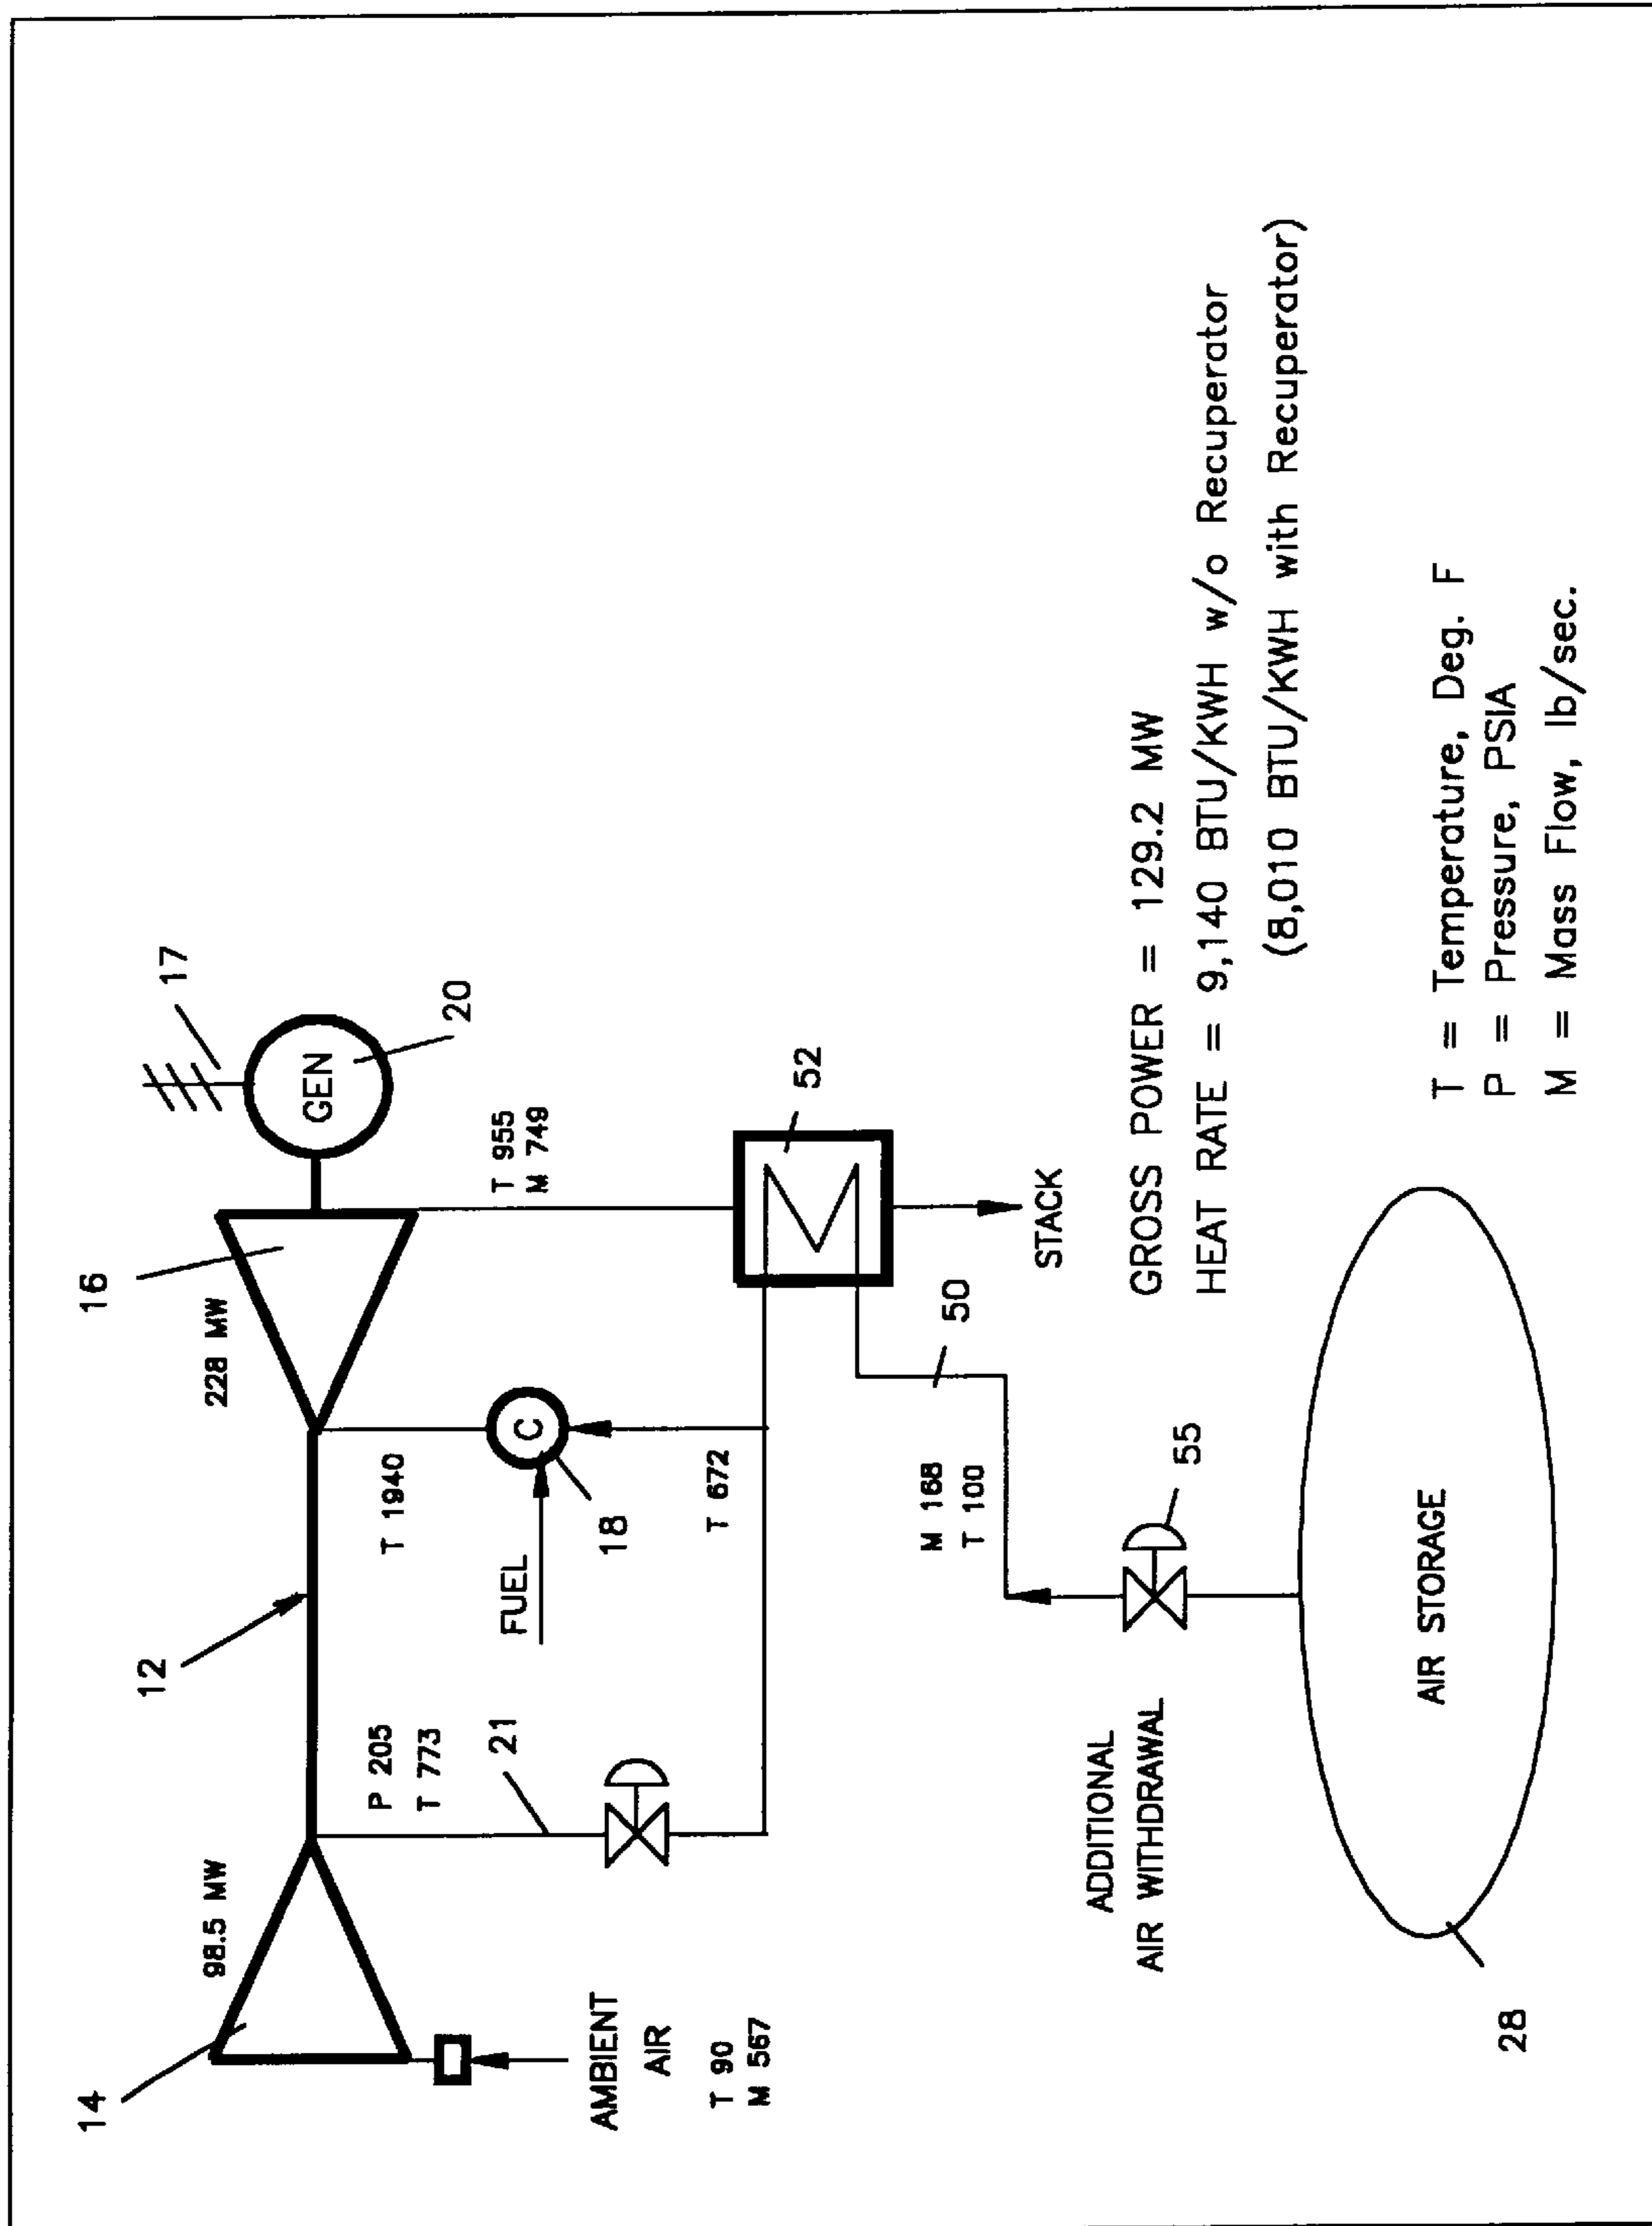 14
98.5 MW
AMBIENT
AIR
T 90
M 567
P 205
T 773
21
12
T 1940
FUEL
18
C
T 672
228 MW
16
GEN
17
20
T 955
M 749
52
STACK
50
M 168
T 100
55
ADDITIONAL
AIR WITHDRAWAL
AIR STORAGE
28
GROSS POWER = 129.2 MW
HEAT RATE = 9,140 BTU/KWH w/o Recuperator
(8,010 BTU/KWH with Recuperator)
T = Temperature, Deg. F
P = Pressure, PSIA
M = Mass Flow, lb/sec.